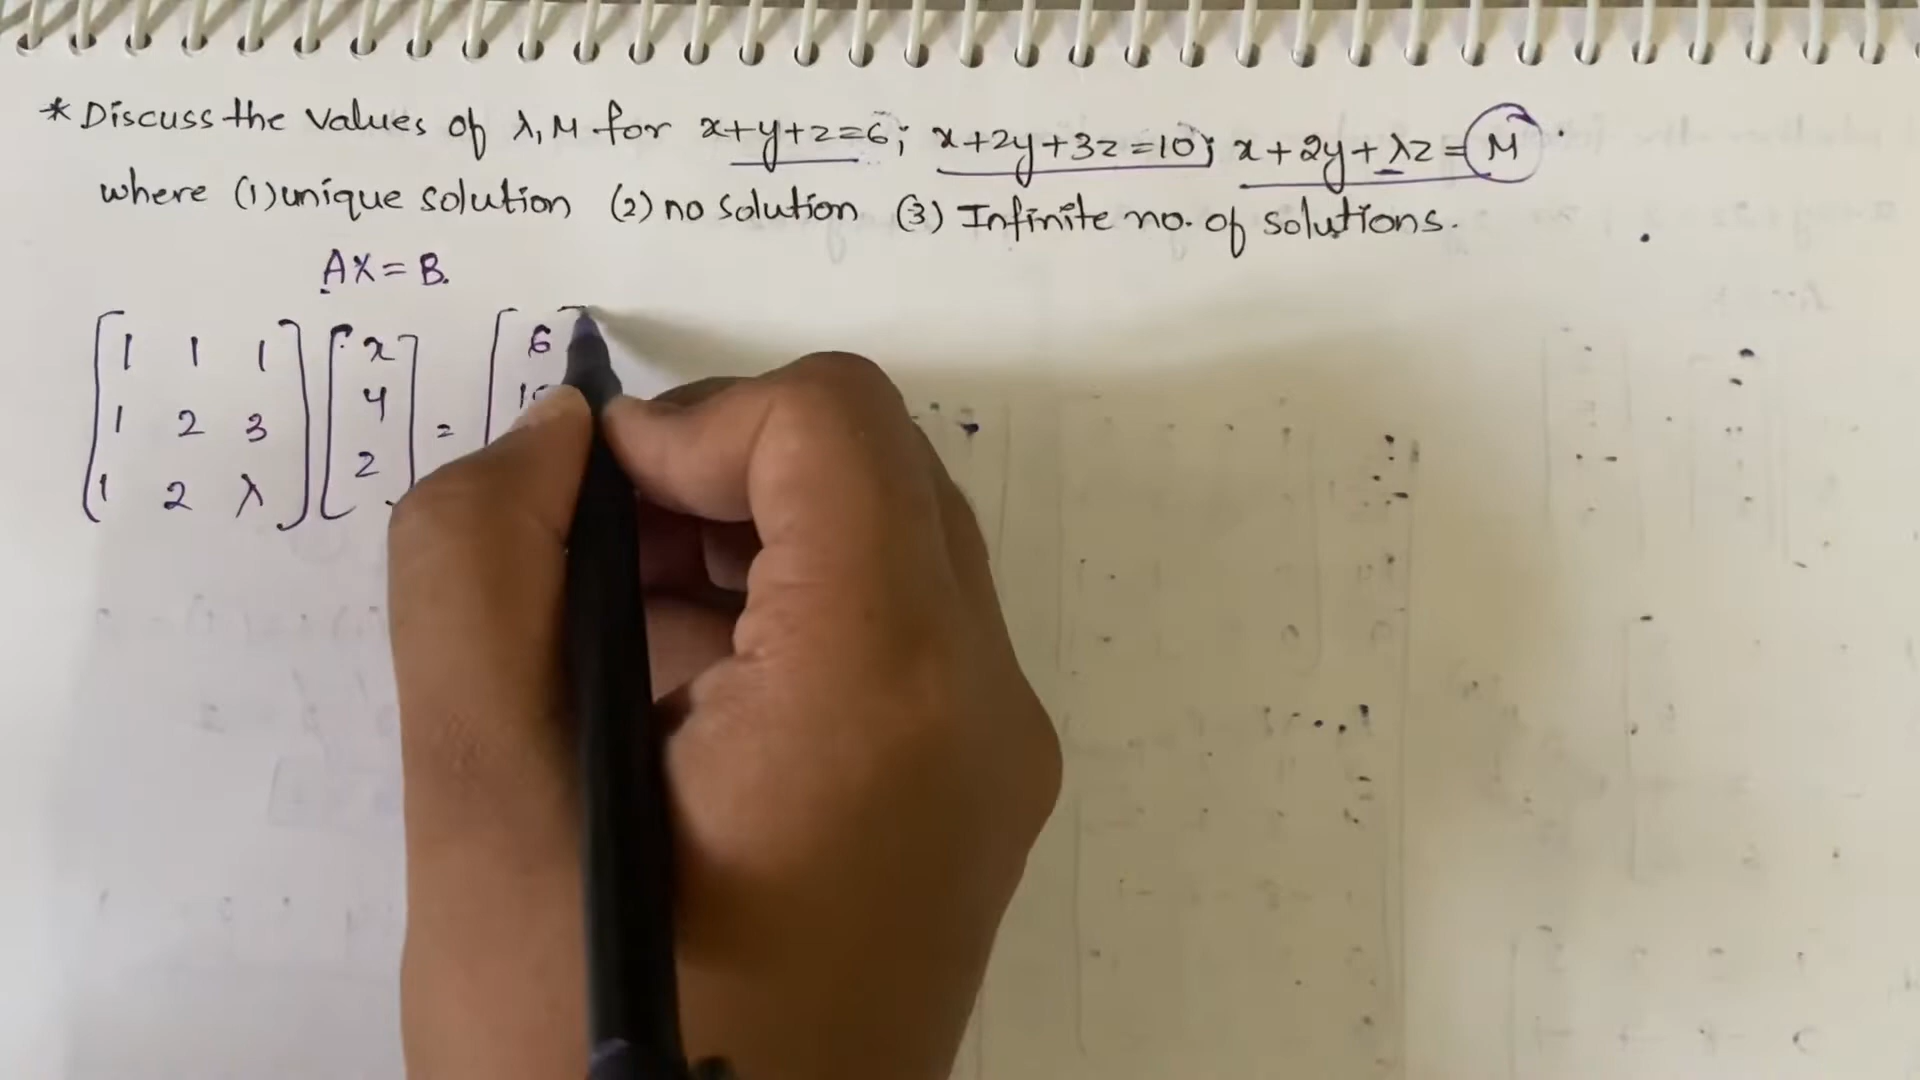 * Discuss the values of λ, M for x+y+z=6; x+2y+3z=10; x+2y+λz=M.
where (1) unique solution (2) no solution (3) Infinite no. of solutions.
AX = B.
1 1 1 x 6
1 2 3 y = 10
1 2 λ z